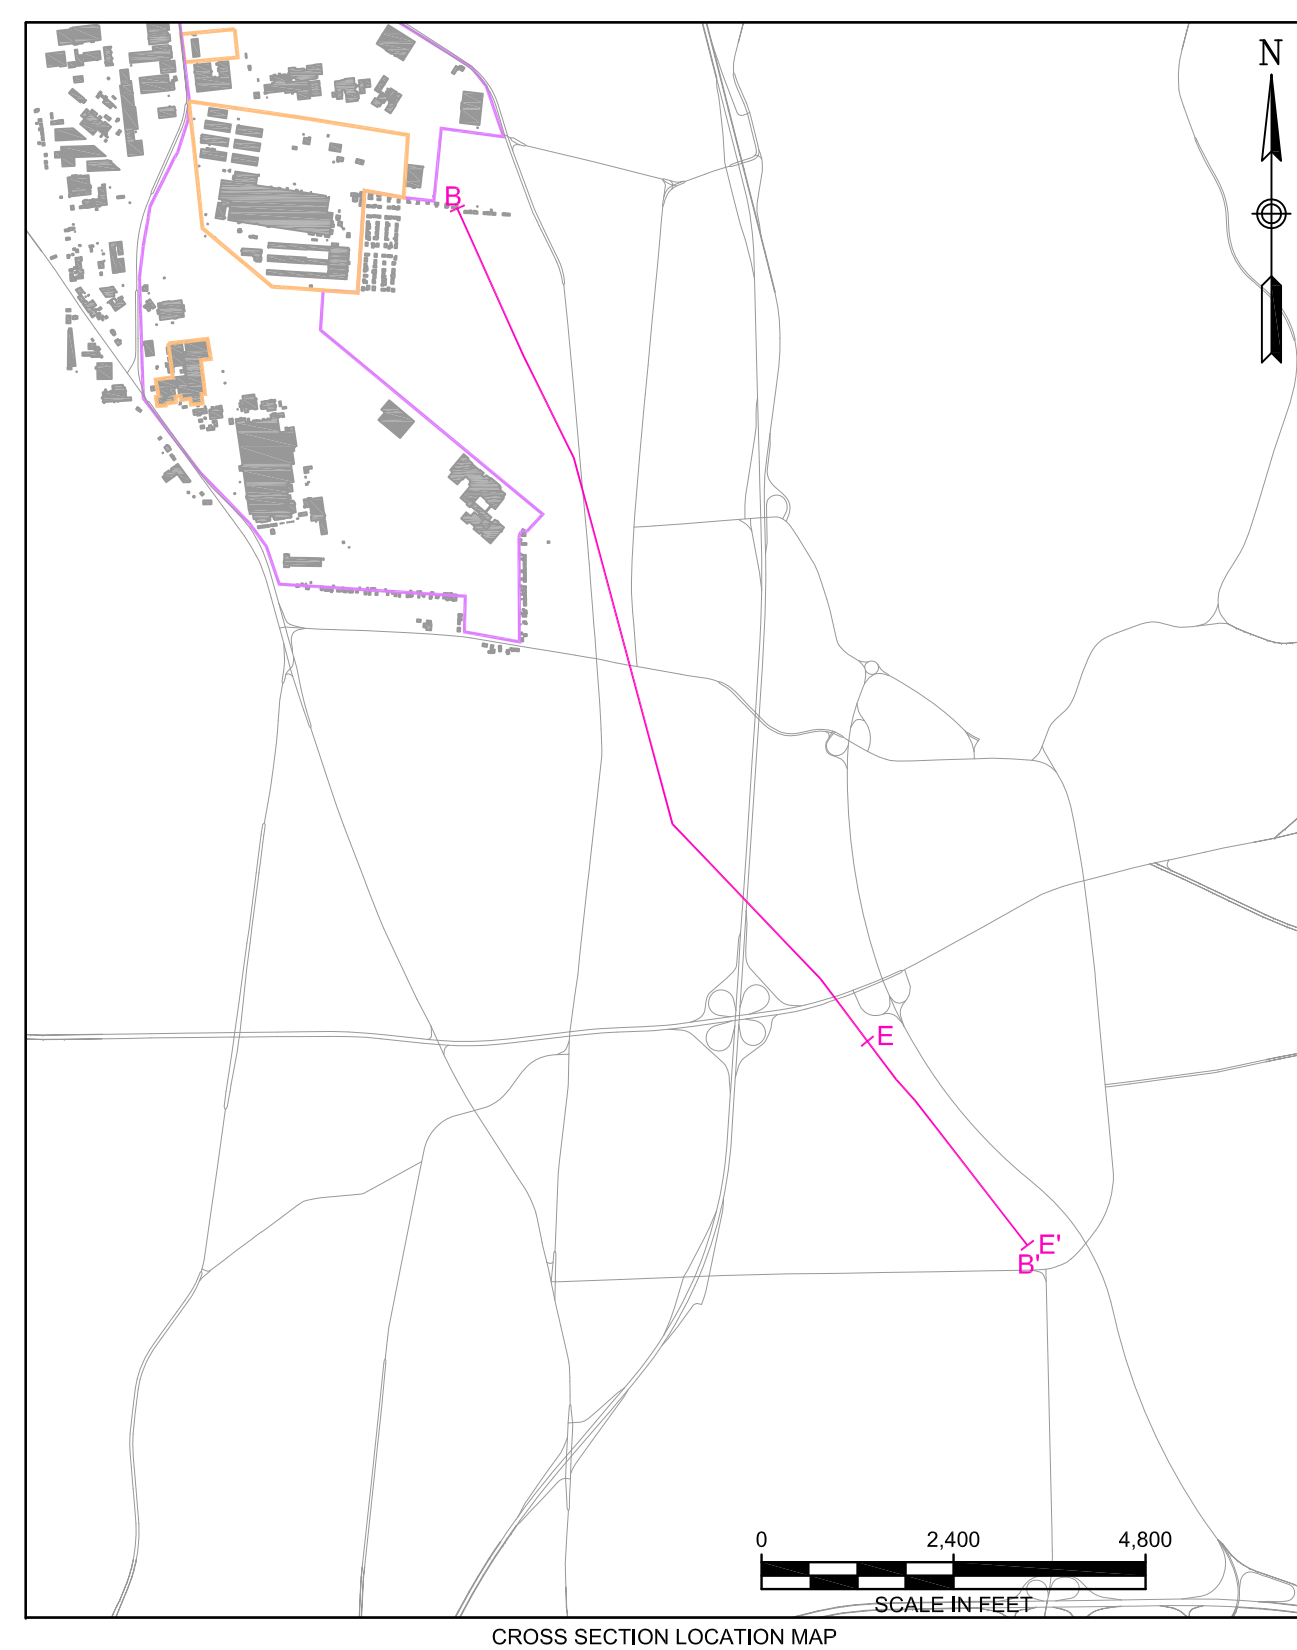 N
B
E
E'
B'
0 2,400 4,800
SCALE IN FEET
CROSS SECTION LOCATION MAP